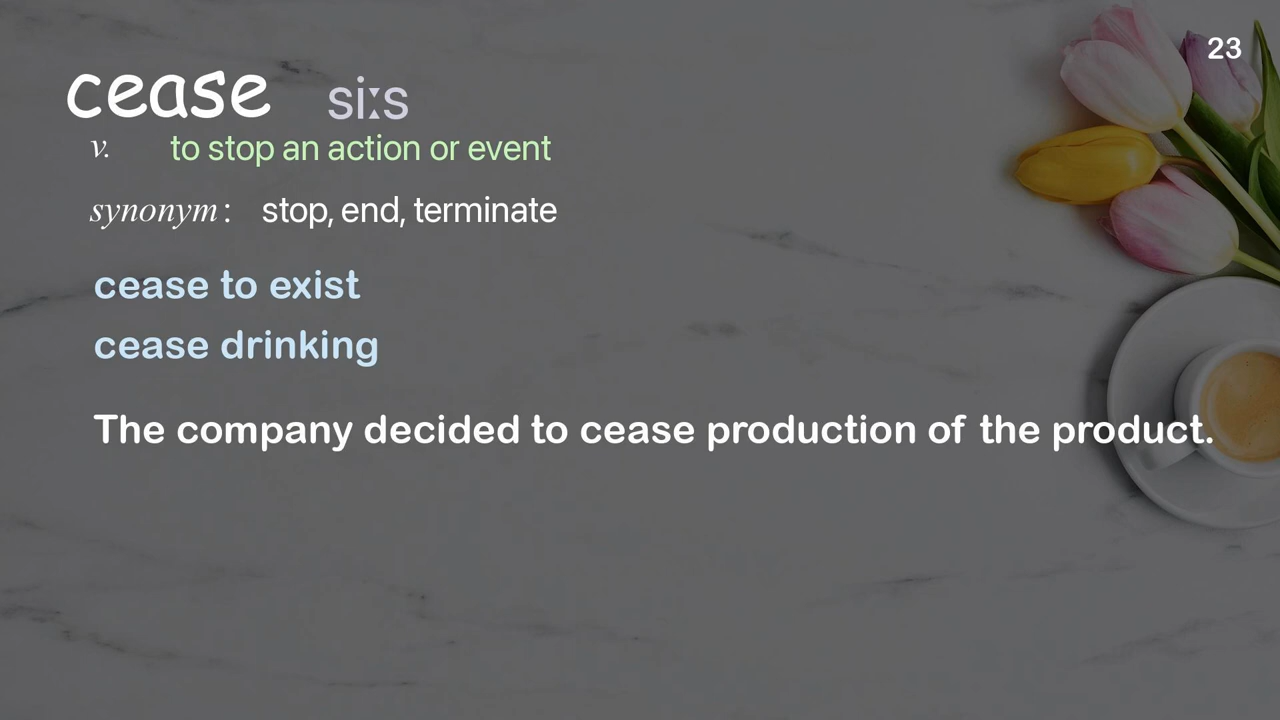 23
cease siːs
v. to stop an action or event
synonym: stop, end, terminate
cease to exist
cease drinking
The company decided to cease production of the product.